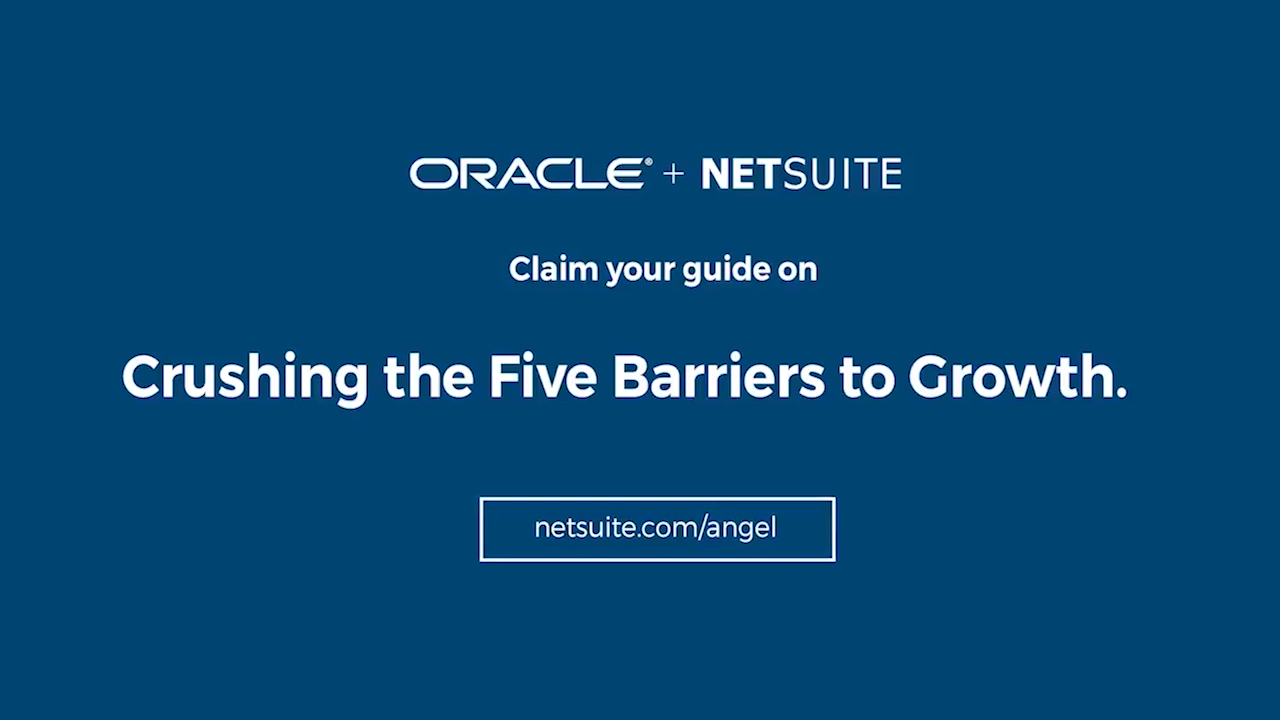 ORACLE® + NETSUITE
Claim your guide on
Crushing the Five Barriers to Growth.
netsuite.com/angel